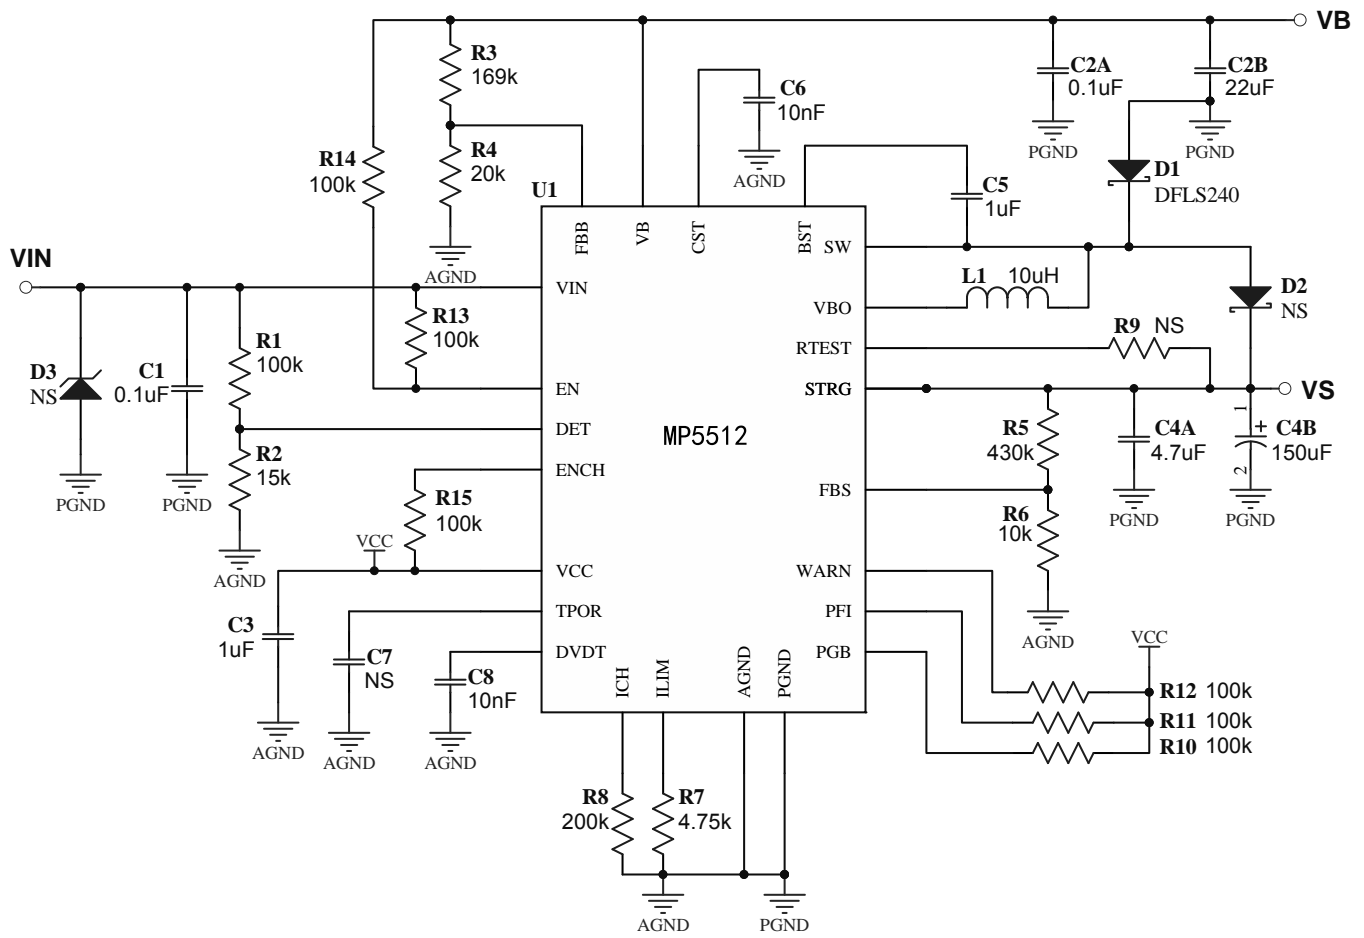 VB
R3
169k
C6
10nF
C2A
0.1uF
C2B
22uF
R14
100k
R4
20k
AGND
PGND
PGND
D1
DFLS240
U1
C5
1uF
FBB
VB
CST
BST
SW
AGND
VIN
VIN
L1
10uH
VBO
D2
NS
R13
100k
R9
NS
RTEST
R1
100k
D3
NS
C1
0.1uF
EN
STRG
VS
DET
MP5512
R5
430k
C4A
4.7uF
1
C4B
150uF
2
R2
15k
ENCH
FBS
PGND
PGND
R15
100k
R6
10k
PGND
PGND
VCC
AGND
VCC
WARN
TPOR
PFI
C3
1uF
AGND
VCC
C7
NS
DVDT
PGB
C8
10nF
ICH
ILIM
AGND
PGND
R12 100k
R11 100k
R10 100k
AGND
AGND
AGND
R8
200k
R7
4.75k
AGND
PGND